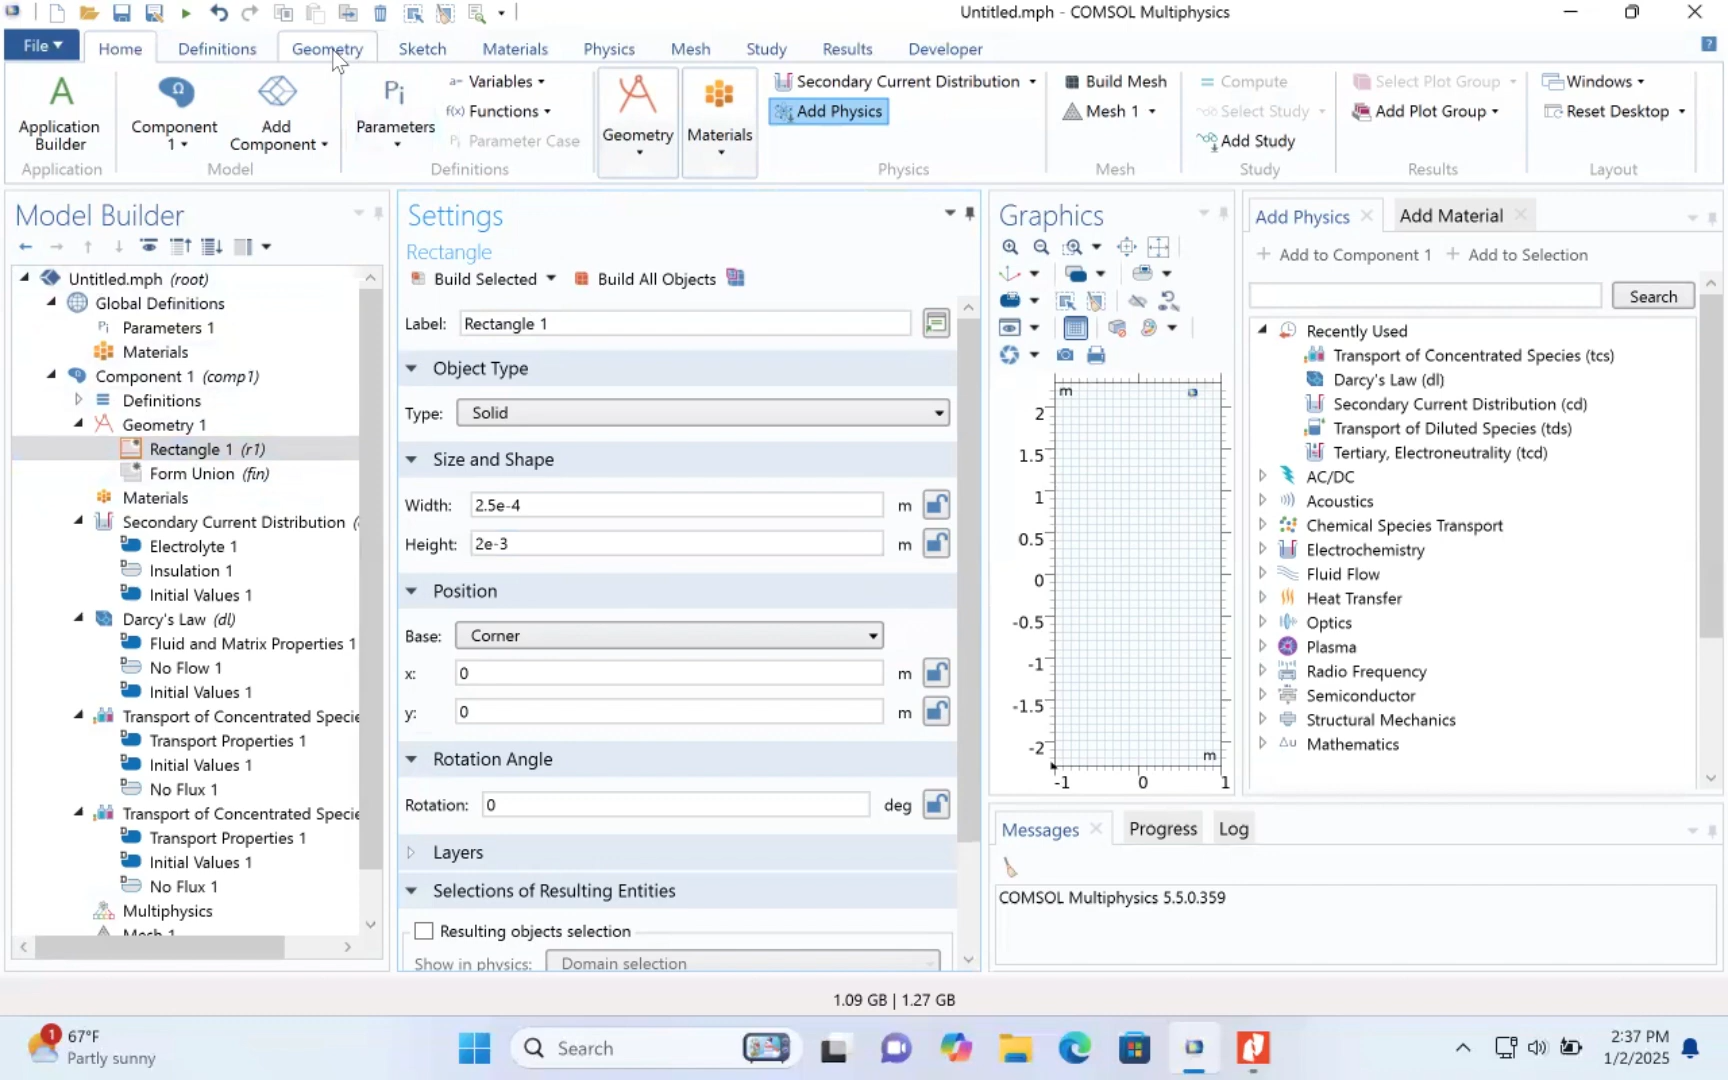 Untitled.mph - COMSOL Multiphysics
File
Home
Definitions
Geometry
Sketch
Materials
Physics
Mesh
Study
Results
Developer
?
A
Application
Builder
Application
Component
1
Add
Component
Model
Pi
Parameters
a= Variables
f(x) Functions
Pi Parameter Case
Definitions
Geometry
Materials
Secondary Current Distribution
Add Physics
Physics
Build Mesh
Mesh 1
Mesh
= Compute
Select Study
Add Study
Study
Select Plot Group
Add Plot Group
Results
Windows
Reset Desktop
Layout
Model Builder
Untitled.mph (root)
Global Definitions
Pi Parameters 1
Materials
Component 1 (comp1)
Definitions
Geometry 1
Rectangle 1 (r1)
Form Union (fin)
Materials
Secondary Current Distribution (
Electrolyte 1
Insulation 1
Initial Values 1
Darcy's Law (dl)
Fluid and Matrix Properties 1
No Flow 1
Initial Values 1
Transport of Concentrated Specie
Transport Properties 1
Initial Values 1
No Flux 1
Transport of Concentrated Specie
Transport Properties 1
Initial Values 1
No Flux 1
Multiphysics
Mesh 1
Settings
Rectangle
Build Selected
Build All Objects
Label: Rectangle 1
Object Type
Type: Solid
Size and Shape
Width: 2.5e-4 m
Height: 2e-3 m
Position
Base: Corner
x: 0 m
y: 0 m
Rotation Angle
Rotation: 0 deg
Layers
Selections of Resulting Entities
Resulting objects selection
Show in physics: Domain selection
Graphics
m
2
1.5
1
0.5
0
-0.5
-1
-1.5
-2
m
-1 0 1
Add Physics
Add Material
+ Add to Component 1
+ Add to Selection
Search
Recently Used
Transport of Concentrated Species (tcs)
Darcy's Law (dl)
Secondary Current Distribution (cd)
Transport of Diluted Species (tds)
Tertiary, Electroneutrality (tcd)
AC/DC
Acoustics
Chemical Species Transport
Electrochemistry
Fluid Flow
Heat Transfer
Optics
Plasma
Radio Frequency
Semiconductor
Structural Mechanics
Δu Mathematics
Messages
Progress
Log
COMSOL Multiphysics 5.5.0.359
1.09 GB | 1.27 GB
1
67°F
Partly sunny
Search
2:37 PM
1/2/2025